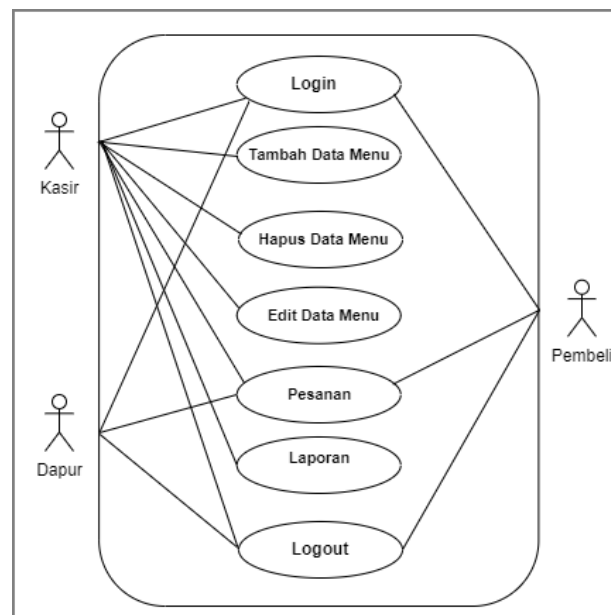 Login
Tambah Data Menu
Kasir
Hapus Data Menu
Edit Data Menu
Pembeli
Pesanan
Dapur
Laporan
Logout